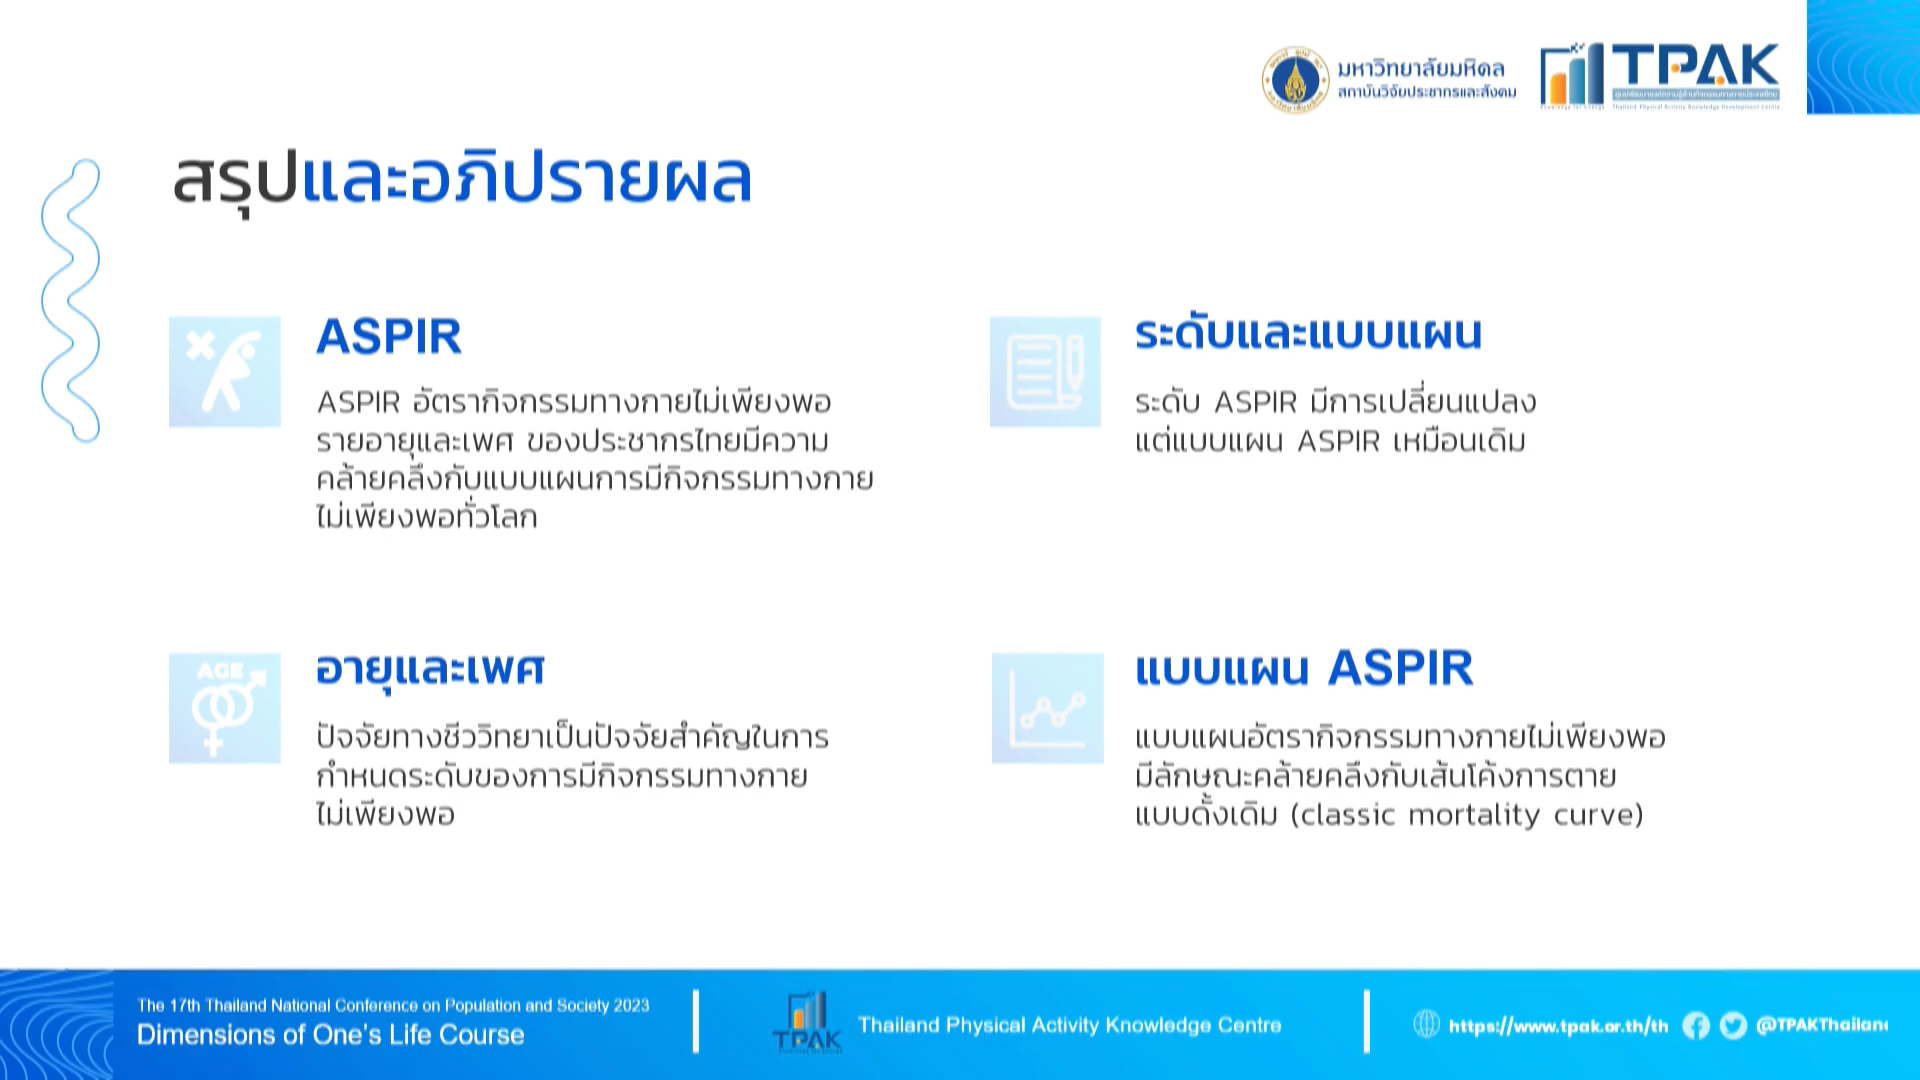 มหาวิทยาลัยมหิดล
สถาบันวิจัยประชากรและสังคม
TPAK
Thailand Physical Activity Knowledge Development Centre
สรุปและอภิปรายผล
ASPIR
ASPIR อัตรากิจกรรมทางกายไม่เพียงพอ
รายอายุและเพศ ของประชากรไทยมีความ
คล้ายคลึงกับแบบแผนการมีกิจกรรมทางกาย
ไม่เพียงพอทั่วโลก
ระดับและแบบแผน
ระดับ ASPIR มีการเปลี่ยนแปลง
แต่แบบแผน ASPIR เหมือนเดิม
AGE
อายุและเพศ
ปัจจัยทางชีววิทยาเป็นปัจจัยสำคัญในการ
กำหนดระดับของการมีกิจกรรมทางกาย
ไม่เพียงพอ
แบบแผน ASPIR
แบบแผนอัตรากิจกรรมทางกายไม่เพียงพอ
มีลักษณะคล้ายคลึงกับเส้นโค้งการตาย
แบบดั้งเดิม (classic mortality curve)
The 17th Thailand National Conference on Population and Society 2023
Dimensions of One's Life Course
TPAK
Thailand Physical Activity Knowledge Centre
https://www.tpak.or.th/th
@TPAKThailan